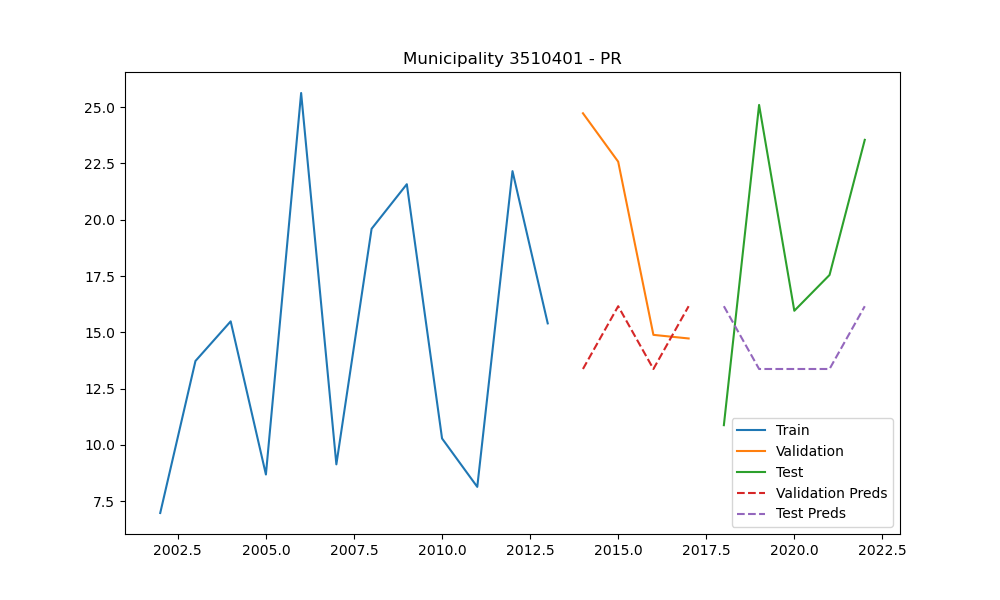 Municipality 3510401 - PR
25.0
22.5
20.0
17.5
15.0
12.5
10.0
7.5
2002.5 2005.0 2007.5 2010.0 2012.5 2015.0 2017.5 2020.0 2022.5
Train
Validation
Test
Validation Preds
Test Preds